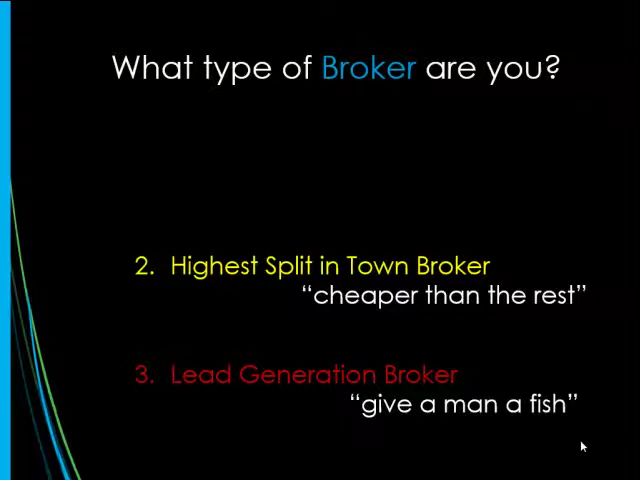 What type of Broker are you?
2. Highest Split in Town Broker
“cheaper than the rest”
3. Lead Generation Broker
“give a man a fish”